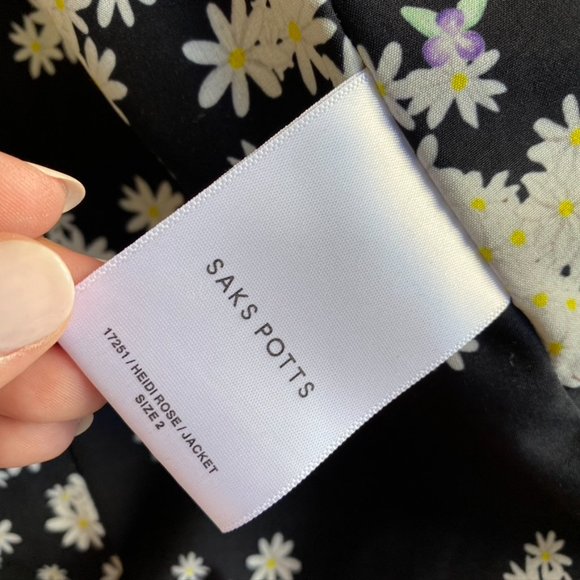 SAKS POTTS
17251 / HEIDI ROSE / JACKET
SIZE 2